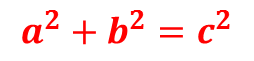 a² + b² = c²